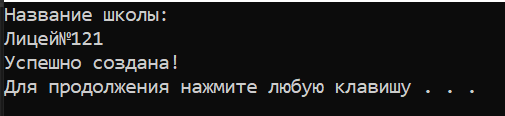 Название школы:
Лицей№121
Успешно создана!
Для продолжения нажмите любую клавишу . . .